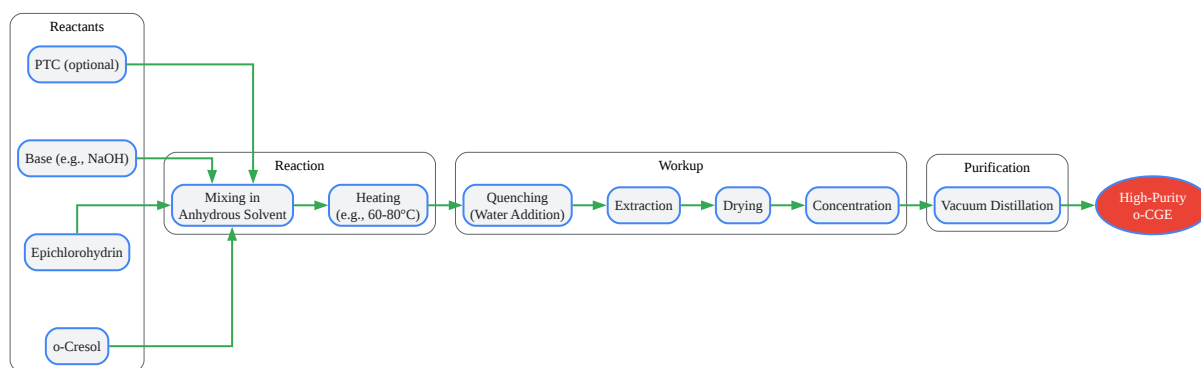 Reactants
PTC (optional)
Base (e.g., NaOH)
Epichlorohydrin
o-Cresol
Reaction
Mixing in
Anhydrous Solvent
Heating
(e.g., 60-80°C)
Workup
Quenching
(Water Addition)
Extraction
Drying
Concentration
Purification
Vacuum Distillation
High-Purity
o-CGE